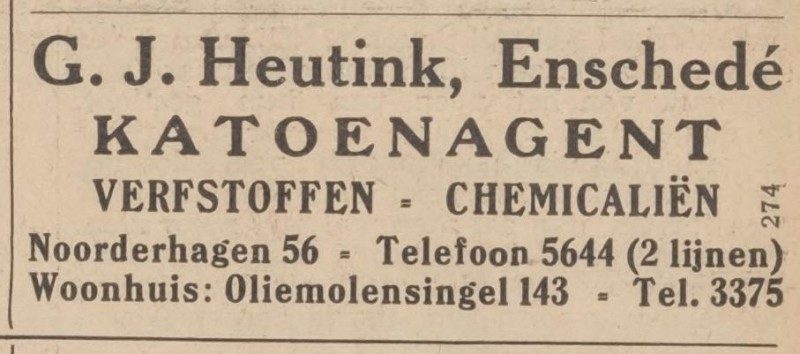 G. J. Heutink, Enschedé
KATOENAGENT
VERFSTOFFEN = CHEMICALIËN
274
Noorderhagen 56 = Telefoon 5644 (2 lijnen)
Woonhuis: Oliemolensingel 143 = Tel. 3375